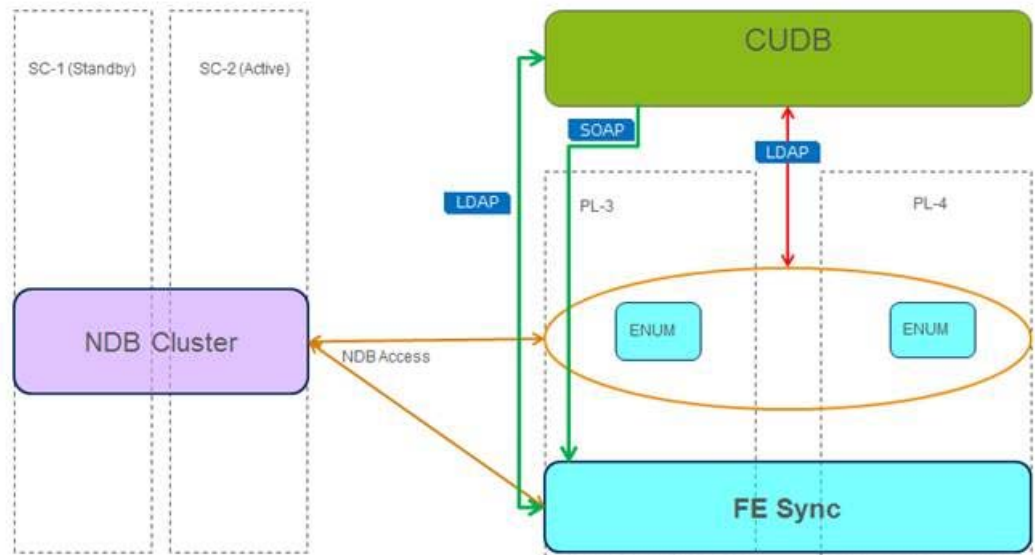 CUDB
SC-1 (Standby)
SC-2 (Active)
SOAP
LDAP
LDAP
PL-3
PL-4
ENUM
ENUM
NDB Cluster
NDB Access
FE Sync